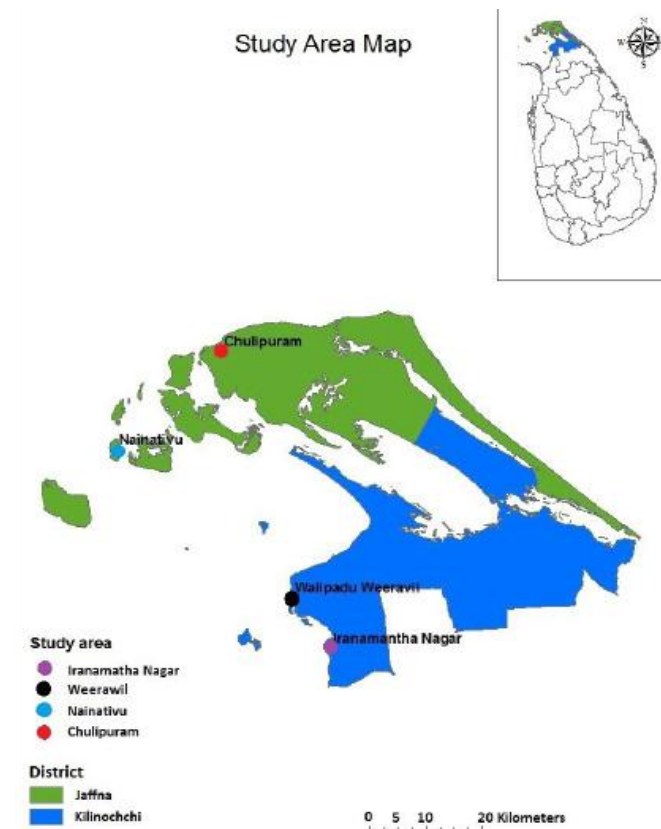 Study Area Map
N
W
E
S
Chulipuram
Nainativu
Walipadu Weeravil
Iranamantha Nagar
Study area
Iranamatha Nagar
Weerawil
Nainativu
Chulipuram
District
Jaffna
Kilinochchi
0 5 10 20 Kilometers